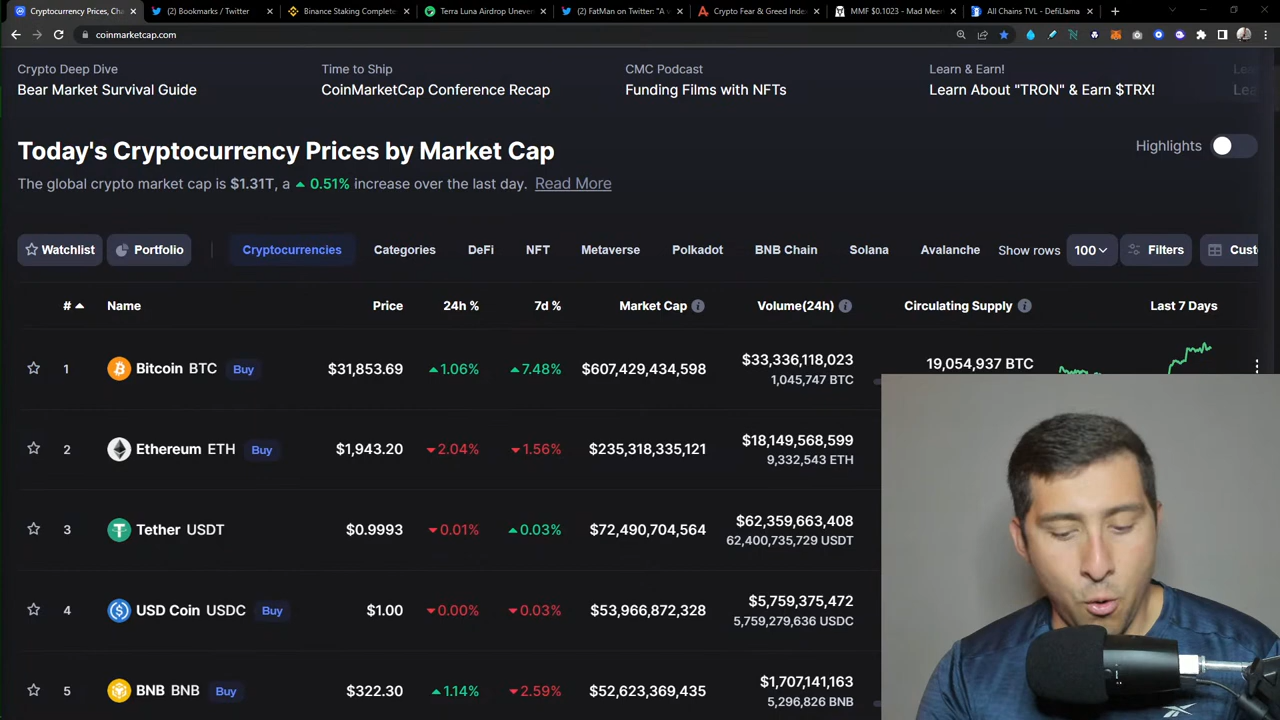 Cryptocurrency Prices, Cha
(2) Bookmarks / Twitter
Binance Staking Complete
Terra Luna Airdrop Uneven
(2) FatMan on Twitter: "A w
Crypto Fear & Greed Index
MMF $0.1023 - Mad Mee
All Chains TVL - DefiLlama
coinmarketcap.com
Crypto Deep Dive
Bear Market Survival Guide
Time to Ship
CoinMarketCap Conference Recap
CMC Podcast
Funding Films with NFTs
Learn & Earn!
Learn About "TRON" & Earn $TRX!
Today's Cryptocurrency Prices by Market Cap
Highlights
The global crypto market cap is $1.31T, a 0.51% increase over the last day. Read More
Watchlist Portfolio Cryptocurrencies Categories DeFi NFT Metaverse Polkadot BNB Chain Solana Avalanche Show rows 100 Filters Cust
# Name Price 24h % 7d % Market Cap Volume(24h) Circulating Supply Last 7 Days
1 Bitcoin BTC Buy $31,853.69 1.06% 7.48% $607,429,434,598 $33,336,118,023 19,054,937 BTC
1,045,747 BTC
2 Ethereum ETH Buy $1,943.20 2.04% 1.56% $235,318,335,121 $18,149,568,599
9,332,543 ETH
3 Tether USDT $0.9993 0.01% 0.03% $72,490,704,564 $62,359,663,408
62,400,735,729 USDT
4 USD Coin USDC Buy $1.00 0.00% 0.03% $53,966,872,328 $5,759,375,472
5,759,279,636 USDC
5 BNB BNB Buy $322.30 1.14% 2.59% $52,623,369,435 $1,707,141,163
5,296,826 BNB